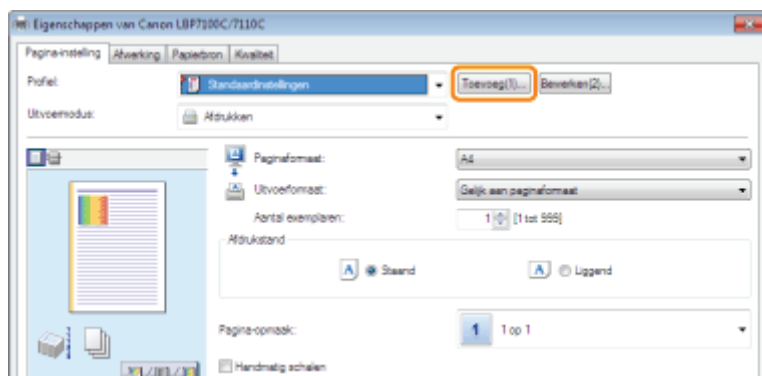 Eigenschappen van Canon LBP7100C/7110C
Pagina-instelling Afwerking Papierbron Kwaliteit
Profiel: Standaardinstellingen Toevoeg(1)... Bewerken(2)...
Uitvoermodus: Afdrukken
Paginaformaat: A4
Uitvoerformaat: Gelijk aan paginaformaat
Aantal exemplaren: 1 [1 tot 999]
Afdrukstand
A Staand A Liggend
Pagina-opmaak: 1 1 op 1
Handmatig schalen